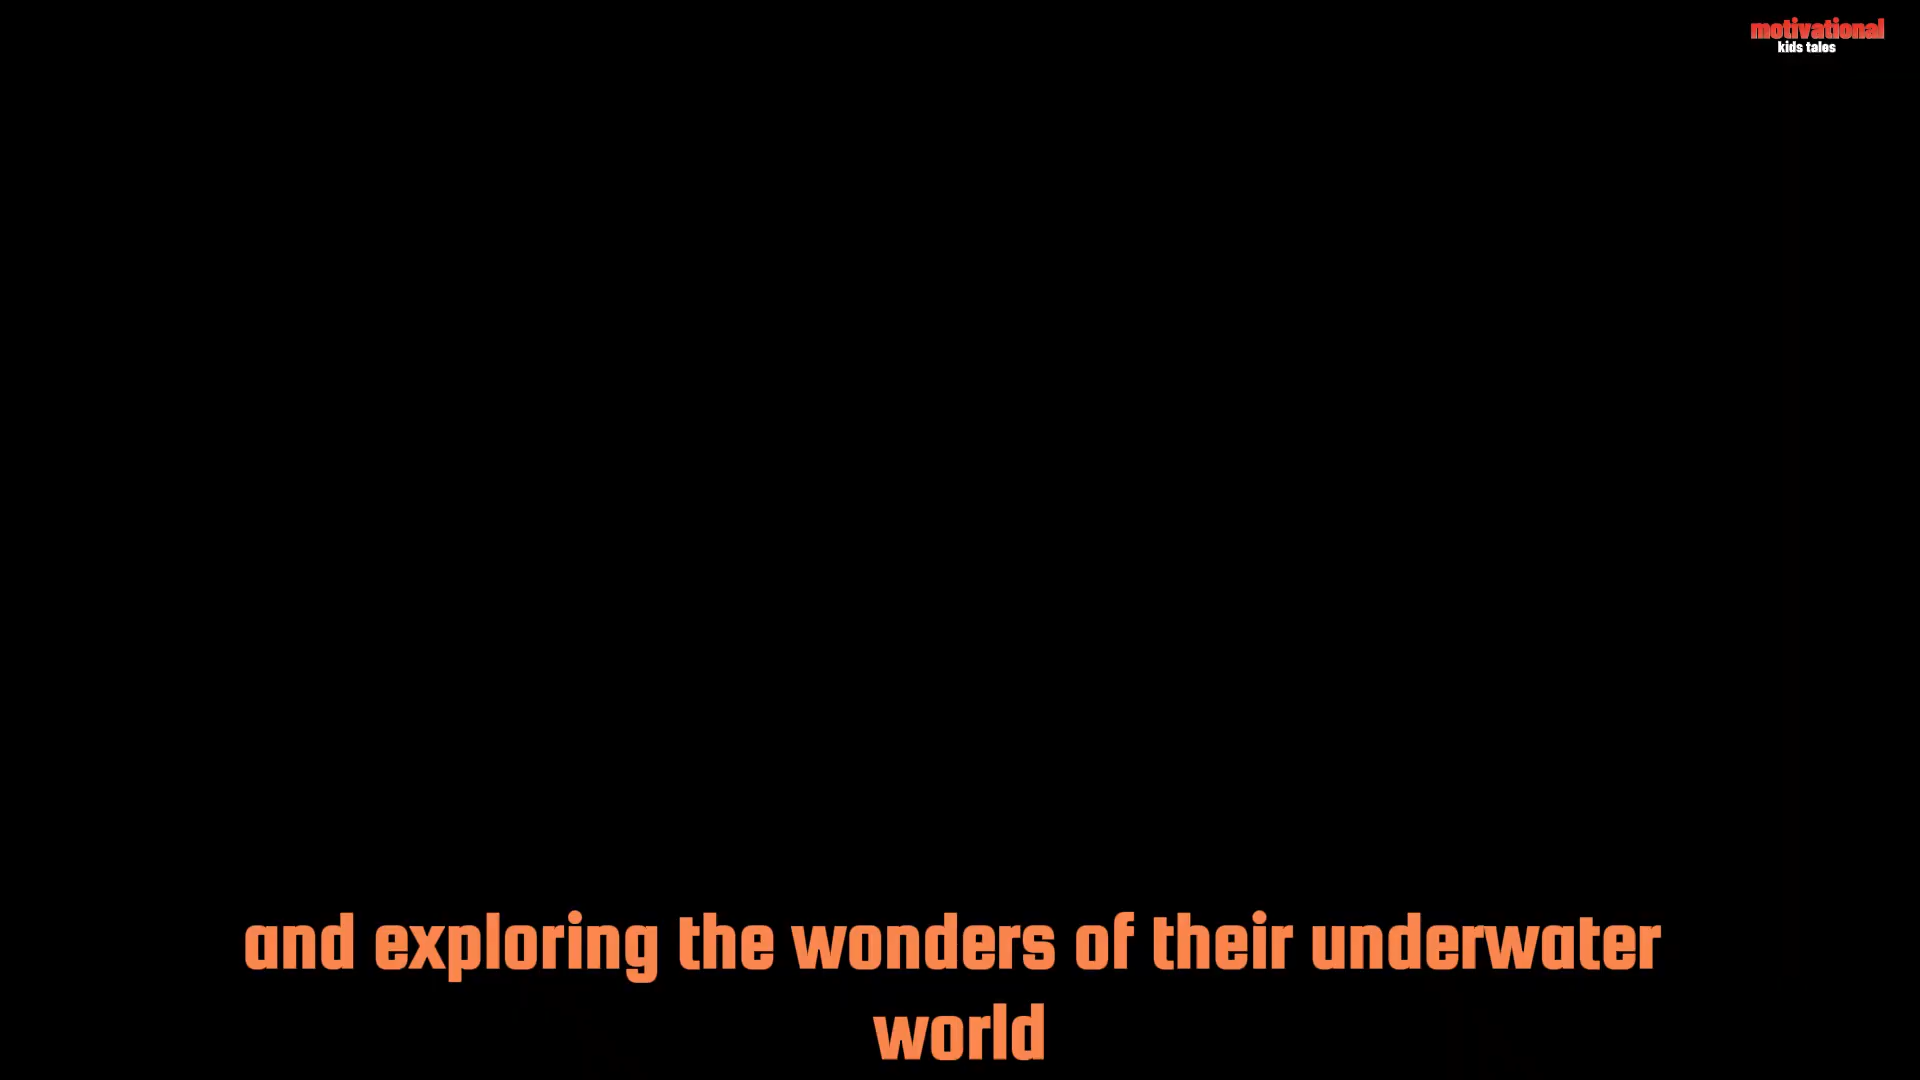 motivational
kids tales
and exploring the wonders of their underwater
world